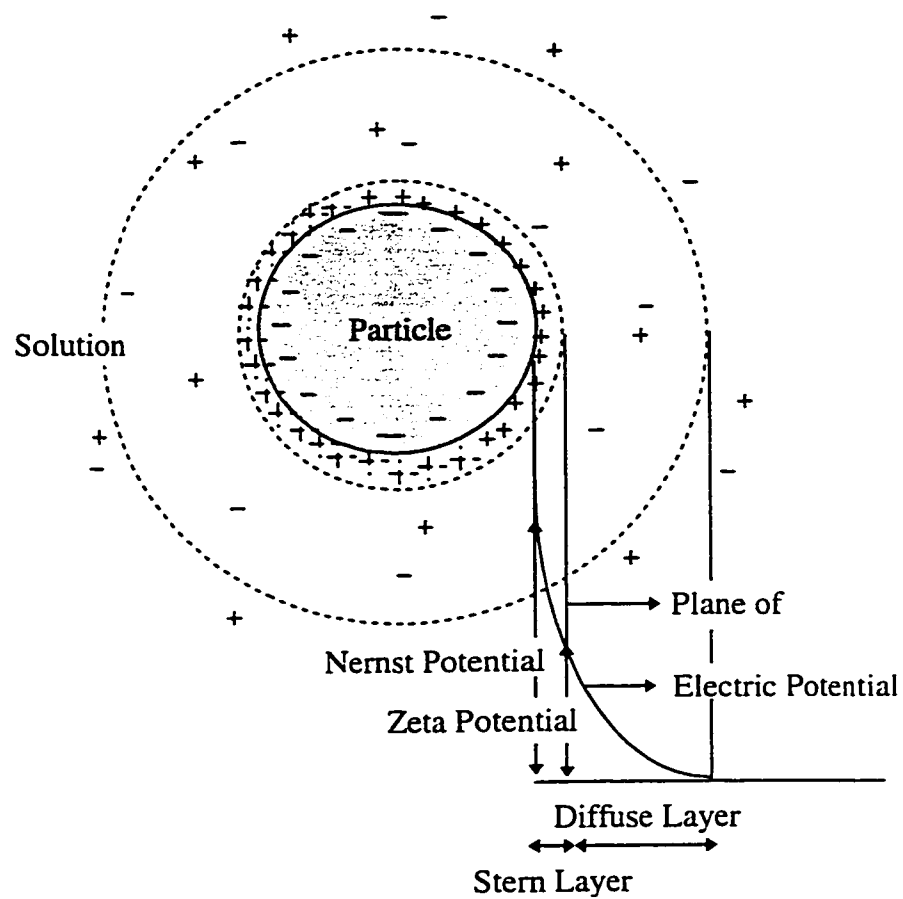 Particle
Solution
Plane of
Nernst Potential
Electric Potential
Zeta Potential
Diffuse Layer
Stern Layer